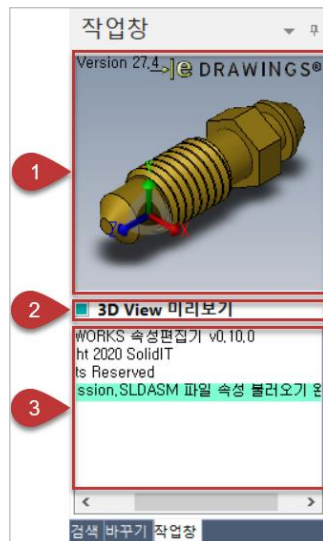 작업창
Version 27.4
eDRAWINGS®
Y
Z
X
1
2
3D View 미리보기
WORKS 속성편집기 v0.10.0
ht 2020 SolidIT
ts Reserved
3
ssion.SLDASM 파일 속성 불러오기 완
검색 바꾸기 작업창